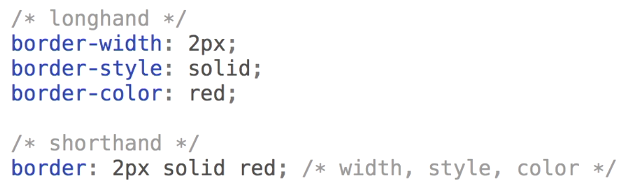 /* longhand */
border-width: 2px;
border-style: solid;
border-color: red;

/* shorthand */
border: 2px solid red; /* width, style, color */